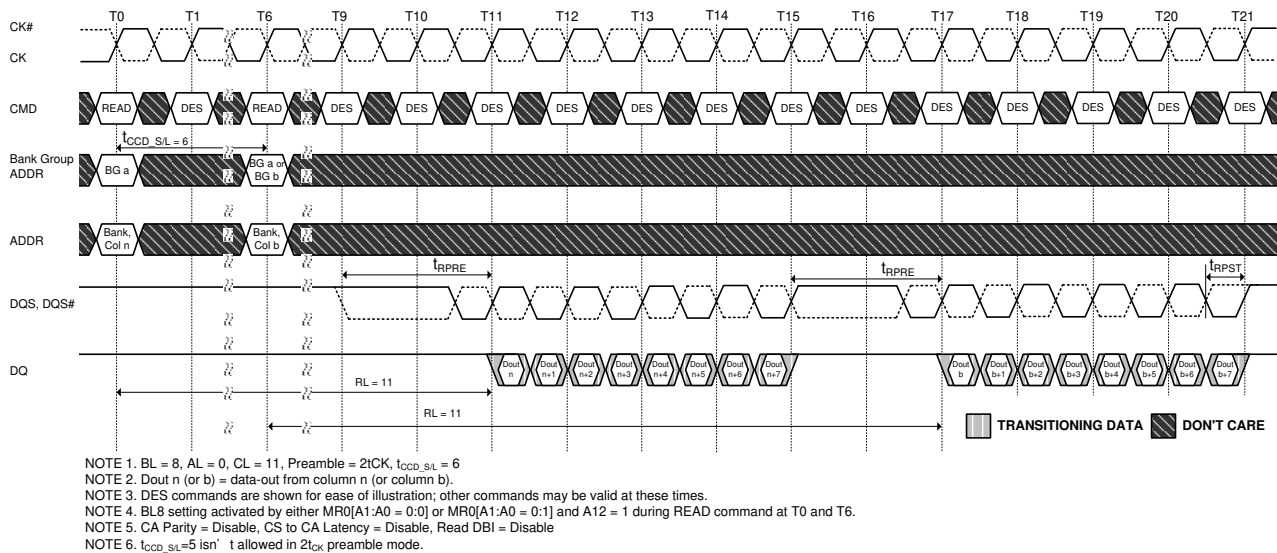 T0 T1 T6 T9 T10 T11 T12 T13 T14 T15 T16 T17 T18 T19 T20 T21
CK#
CK
CMD READ DES READ DES DES DES DES DES DES DES DES DES DES DES DES DES
tCCD_S/L = 6
Bank Group
ADDR
BG a
BG a or
BG b
ADDR
Bank,
Col n
Bank,
Col b
tRPRE tRPRE tRPST
DQS, DQS#
DQ
Dout
n
Dout
n+1
Dout
n+2
Dout
n+3
Dout
n+4
Dout
n+5
Dout
n+6
Dout
n+7
Dout
b
Dout
b+1
Dout
b+2
Dout
b+3
Dout
b+4
Dout
b+5
Dout
b+6
Dout
b+7
RL = 11
RL = 11
TRANSITIONING DATA DON'T CARE
NOTE 1. BL = 8, AL = 0, CL = 11, Preamble = 2tCK, tCCD_S/L = 6
NOTE 2. Dout n (or b) = data-out from column n (or column b).
NOTE 3. DES commands are shown for ease of illustration; other commands may be valid at these times.
NOTE 4. BL8 setting activated by either MR0[A1:A0 = 0:0] or MR0[A1:A0 = 0:1] and A12 = 1 during READ command at T0 and T6.
NOTE 5. CA Parity = Disable, CS to CA Latency = Disable, Read DBI = Disable
NOTE 6. tCCD_S/L=5 isn' t allowed in 2tCK preamble mode.